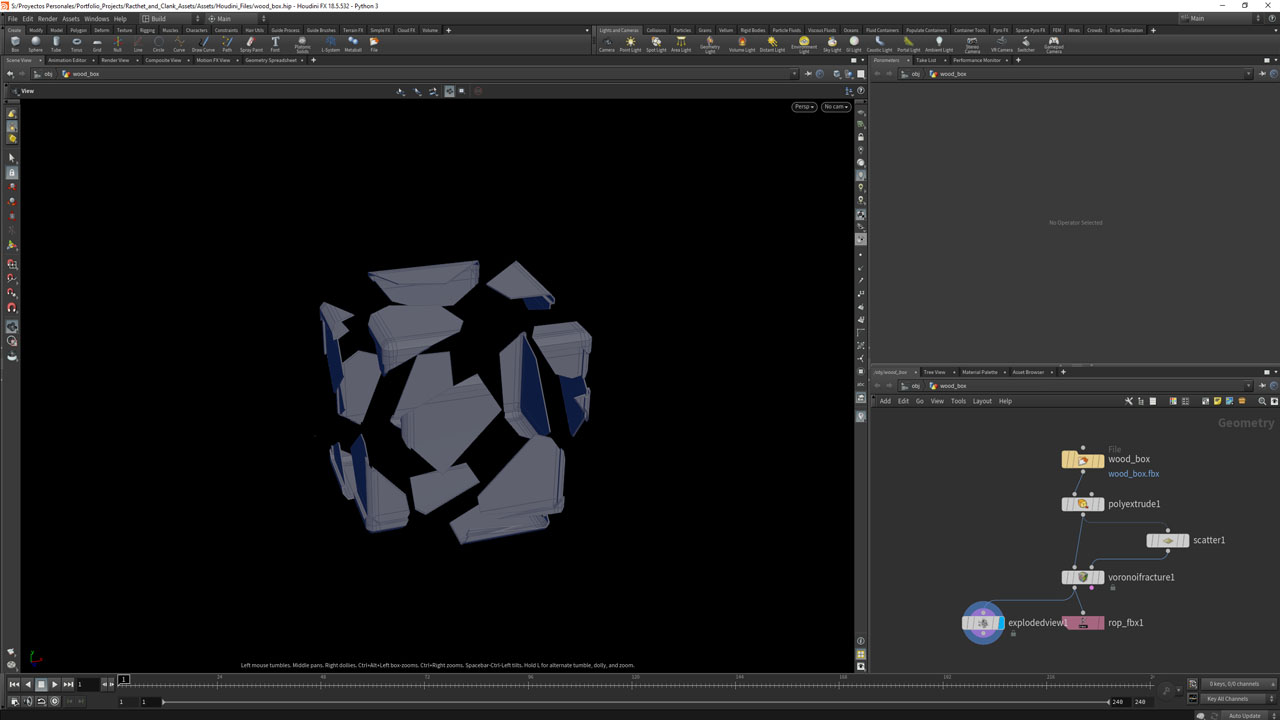 S:/Proyectos Personales/Portfolio_Projects/Racthet_and_Clank_Assets/Assets/Houdini_Files/wood_box.hip - Houdini FX 18.5.532 - Python 3
File Edit Render Assets Windows Help Build Main Main
Create Modify Model Polygon Deform Texture Rigging Muscles Characters Constraints Hair Utils Guide Process Guide Brushes Terrain FX Simple FX Cloud FX Volume
Lights and Cameras Collisions Particles Grains Vellum Rigid Bodies Particle Fluids Viscous Fluids Oceans Fluid Containers Populate Containers Container Tools Pyro FX Sparse Pyro FX FEM Wires Crowds Drive Simulation
Box Sphere Tube Torus Grid Null Line Circle Curve Draw Curve Path Spray Paint Font Platonic Solids L-System Metaball File
Camera Point Light Spot Light Area Light Geometry Light Volume Light Distant Light Environment Light Sky Light GI Light Caustic Light Portal Light Ambient Light Stereo Camera VR Camera Switcher Gamepad Camera
Scene View Animation Editor Render View Composite View Motion FX View Geometry Spreadsheet
Parameters Take List Performance Monitor
obj wood_box
obj wood_box
View
Persp No cam
No Operator Selected
/obj/wood_box Tree View Material Palette Asset Browser
obj wood_box
Add Edit Go View Tools Layout Help
Geometry
File
wood_box
wood_box.fbx
polyextrude1
scatter1
voronoifracture1
explodedview1
rop_fbx1
abc
Left mouse tumbles. Middle pans. Right dollies. Ctrl+Alt+Left box-zooms. Ctrl+Right zooms. Spacebar-Ctrl-Left tilts. Hold L for alternate tumble, dolly, and zoom.
1 1 24 48 72 96 120 144 168 192 216
0 keys, 0/0 channels
1 1 240 240
Key All Channels
Auto Update